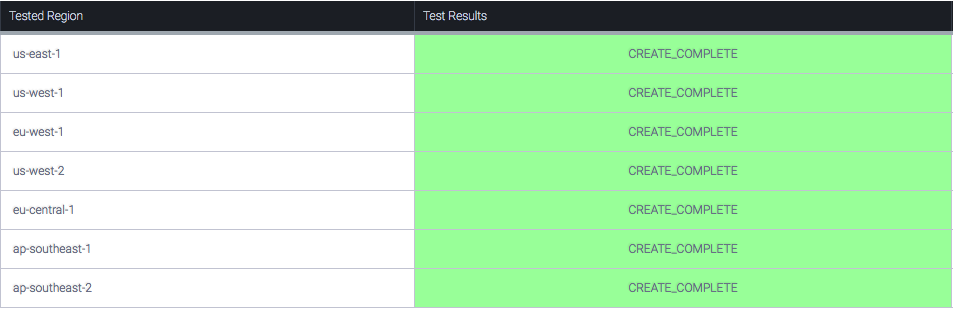 Tested Region Test Results
us-east-1 CREATE_COMPLETE
us-west-1 CREATE_COMPLETE
eu-west-1 CREATE_COMPLETE
us-west-2 CREATE_COMPLETE
eu-central-1 CREATE_COMPLETE
ap-southeast-1 CREATE_COMPLETE
ap-southeast-2 CREATE_COMPLETE